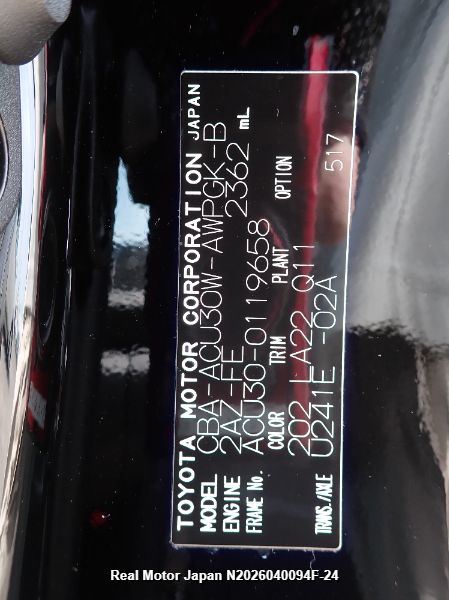 TOYOTA MOTOR CORPORATION JAPAN
MODEL CBA-ACU30W-AWPGK-B
ENGINE 2AZ-FE 2362 mL
FRAME No. ACU30-0119658
COLOR TRIM PLANT OPTION
202 LA22 Q11 517
TRANS./AXLE U241E -02A
Real Motor Japan N2026040094F-24